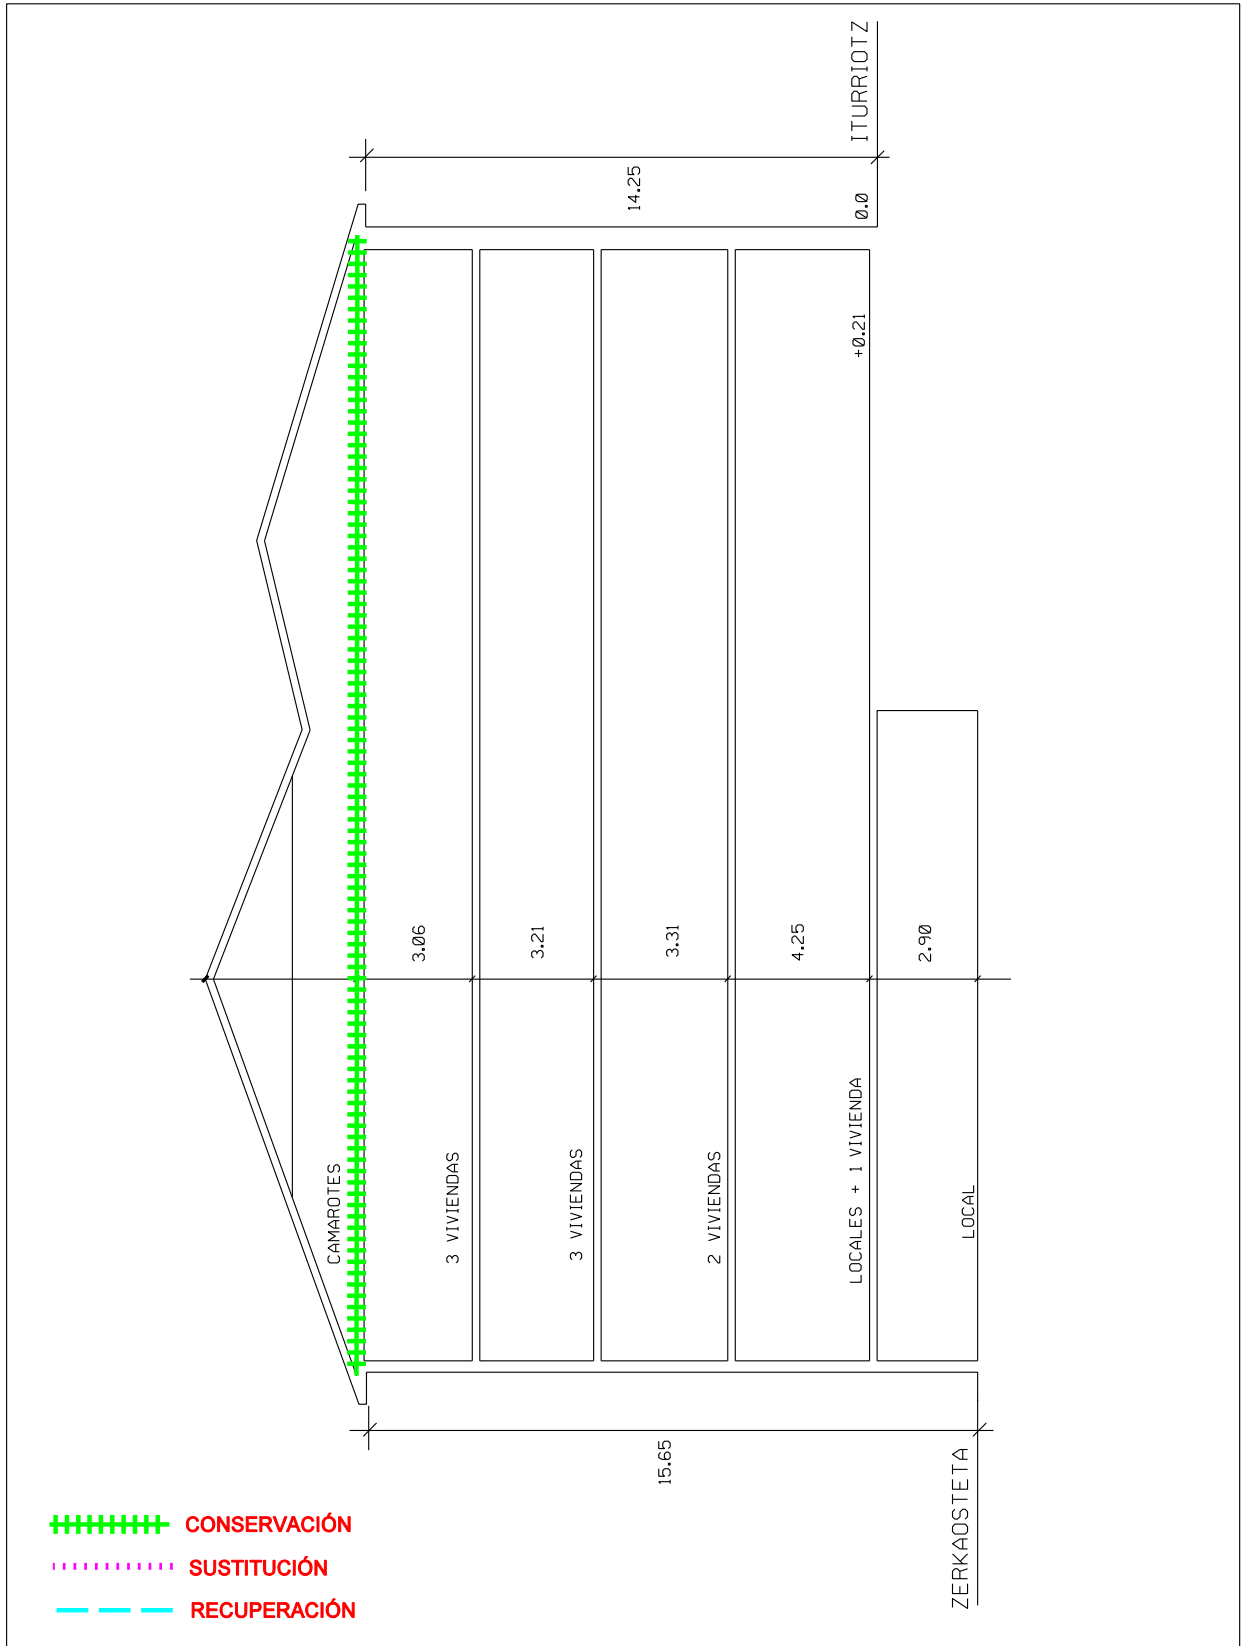 ITURRIOTZ
14.25
0.0
+0.21
3.06
3.21
3.31
4.25
2.90
CAMAROTES
3 VIVIENDAS
3 VIVIENDAS
2 VIVIENDAS
LOCALES + 1 VIVIENDA
LOCAL
15.65
ZERKAOSTETA
CONSERVACIÓN
SUSTITUCIÓN
RECUPERACIÓN